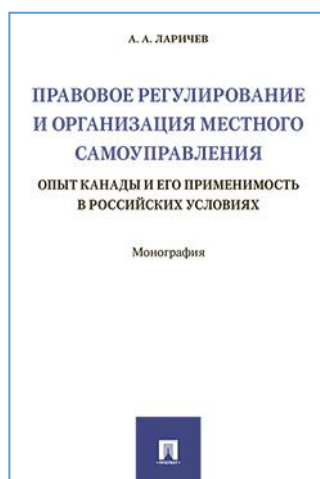 А. А. ЛАРИЧЕВ
ПРАВОВОЕ РЕГУЛИРОВАНИЕ
И ОРГАНИЗАЦИЯ МЕСТНОГО
САМОУПРАВЛЕНИЯ
ОПЫТ КАНАДЫ И ЕГО ПРИМЕНИМОСТЬ
В РОССИЙСКИХ УСЛОВИЯХ
Монография